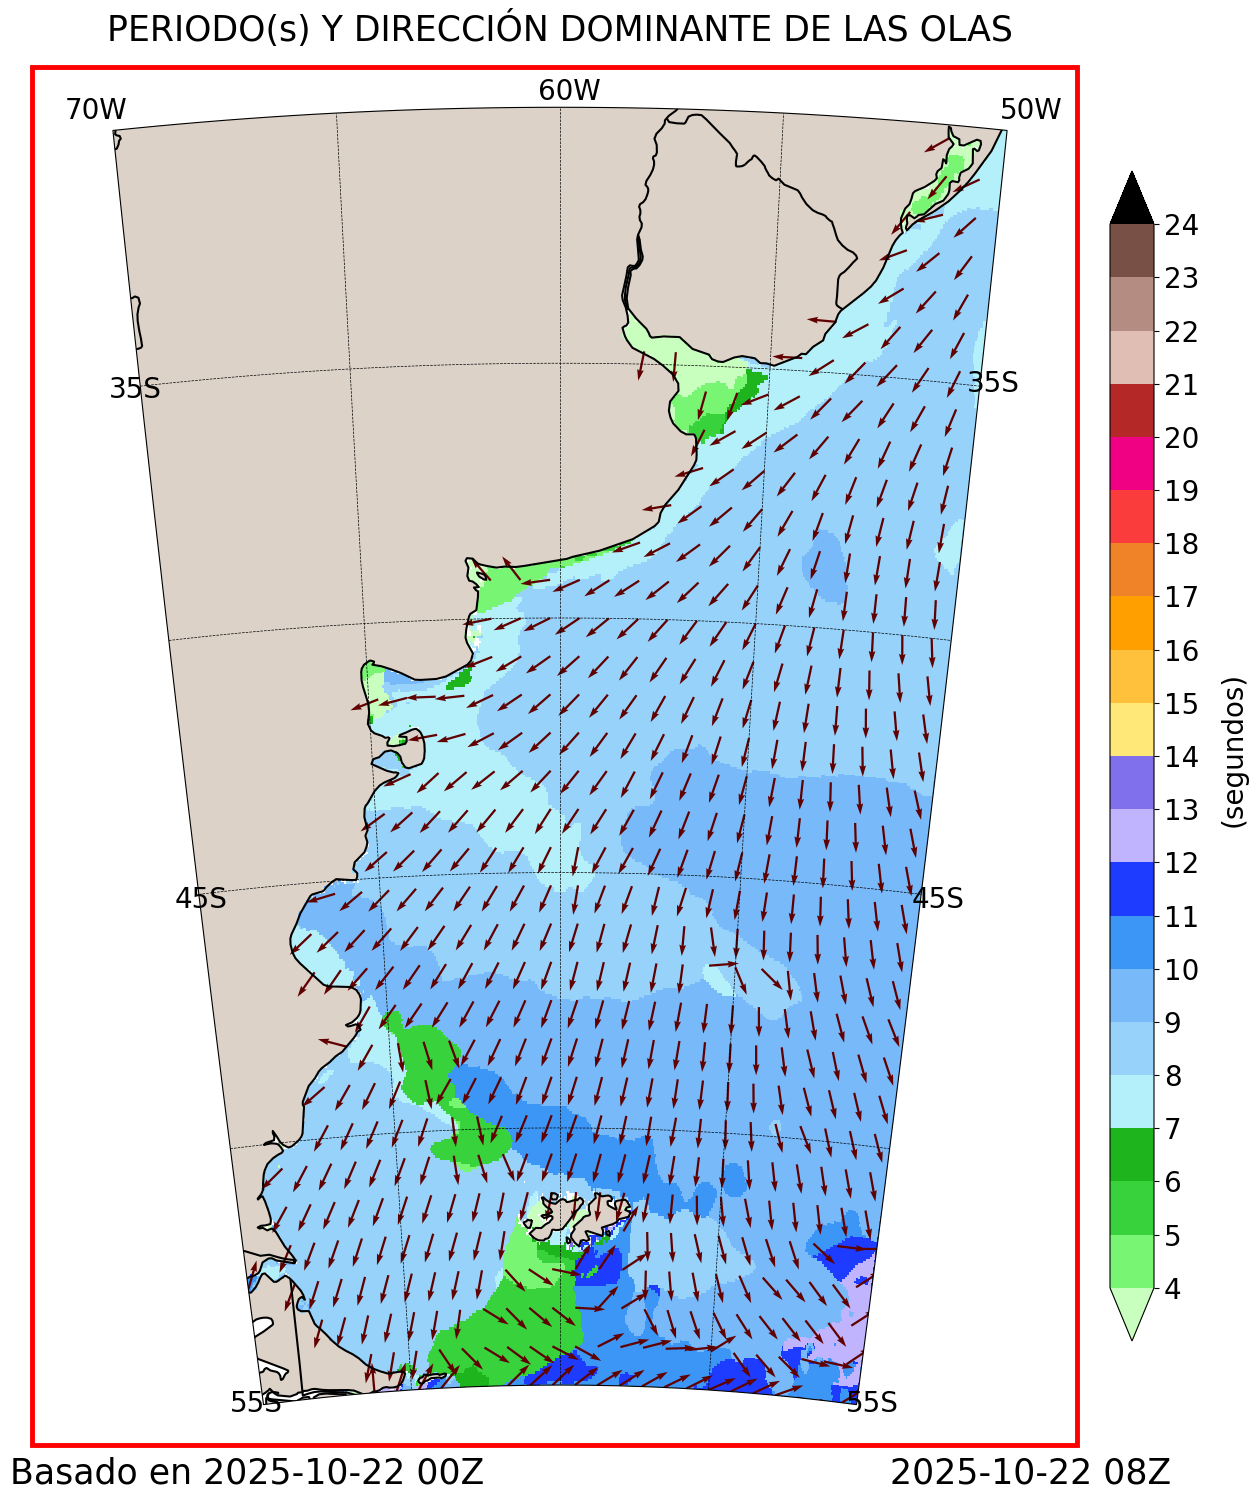 PERIODO(s) Y DIRECCIÓN DOMINANTE DE LAS OLAS
70W
60W
50W
35S
35S
45S
45S
55S
55S
24
23
22
21
20
19
18
17
16
15
14
13
12
11
10
9
8
7
6
5
4
(segundos)
Basado en 2025-10-22 00Z
2025-10-22 08Z